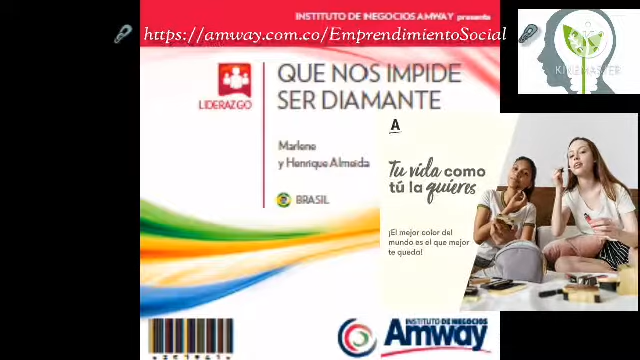 INSTITUTO DE NEGOCIOS AMWAY presenta
https://amway.com.co/EmprendimientoSocial
KINEMASTER
LIDERAZGO
QUE NOS IMPIDE
SER DIAMANTE
Marlene
y Henrique Almeida
BRASIL
A
Tu vida como
tú la quieres
¡El mejor color del
mundo es el que mejor
te queda!
INSTITUTO DE NEGOCIOS
Amway